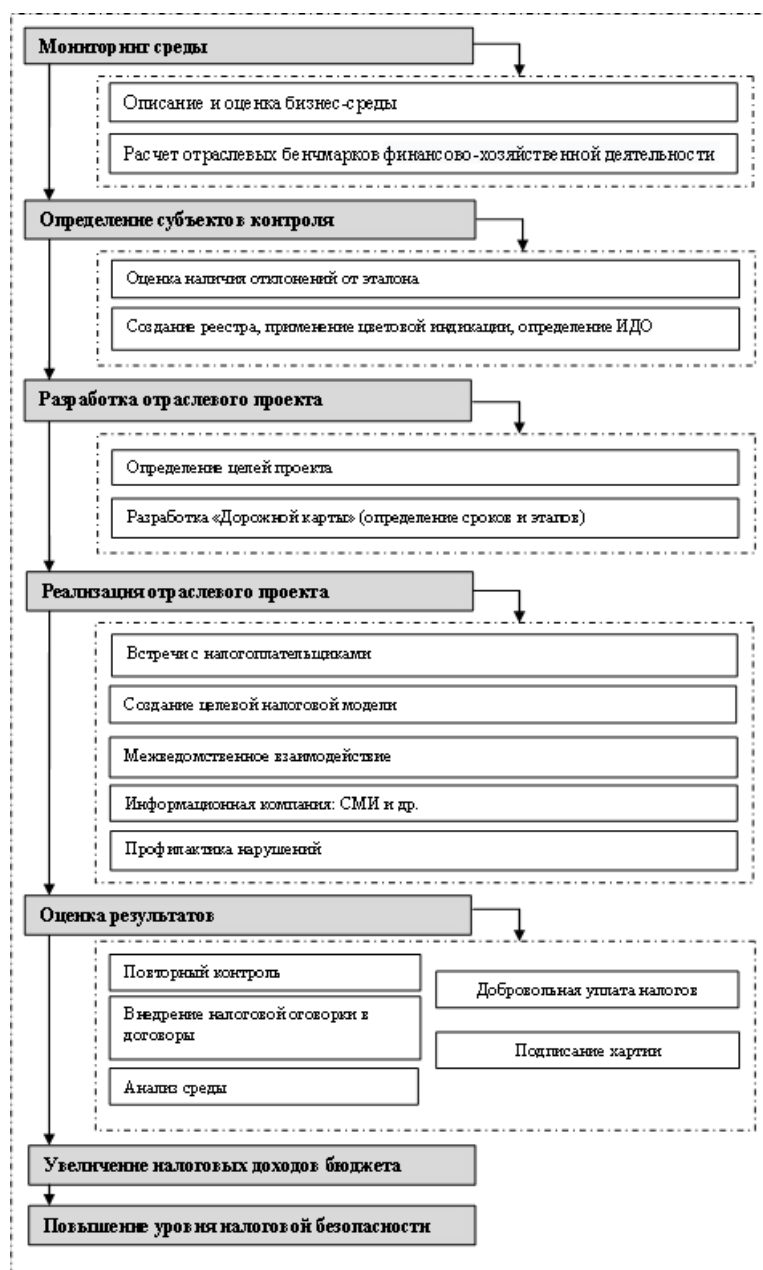 Мониторинг среды
Описание и оценка бизнес-среды
Расчет отраслевых бенчмарков финансово-хозяйственной деятельности
Определение субъектов контроля
Оценка наличия отклонений от эталона
Создание реестра, применение цветовой индикации, определение ИДО
Разработка отраслевого проекта
Определение целей проекта
Разработка «Дорожной карты» (определение сроков и этапов)
Реализация отраслевого проекта
Встречи с налогоплательщиками
Создание целевой налоговой модели
Межведомственное взаимодействие
Информационная компания: СМИ и др.
Профилактика нарушений
Оценка результатов
Повторный контроль
Внедрение налоговой оговорки в
договоры
Анализ среды
Добровольная уплата налогов
Подписание хартии
Увеличение налоговых доходов бюджета
Повышение уровня налоговой безопасности